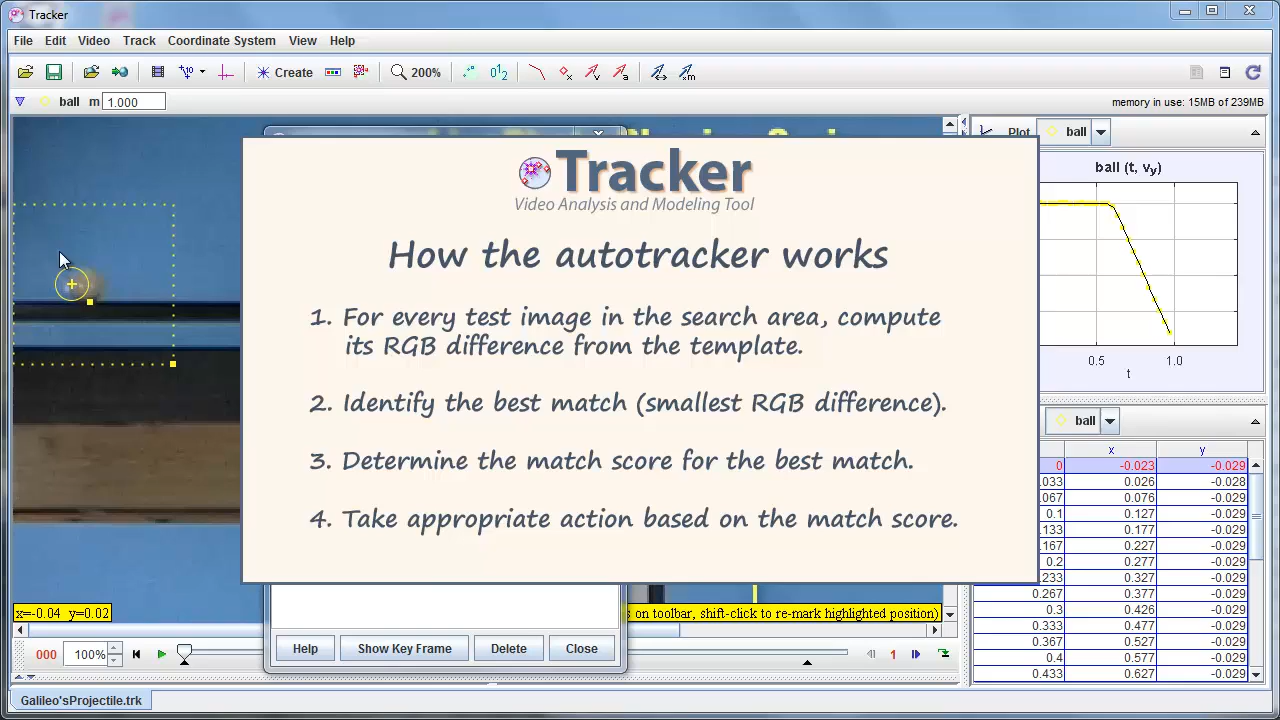 Tracker
File Edit Video Track Coordinate System View Help
Create 200%
ball m 1.000
memory in use: 15MB of 239MB
Plot ball
ball (t, vy)
0.5 1.0
t
Tracker
Video Analysis and Modeling Tool
How the autotracker works
1. For every test image in the search area, compute
its RGB difference from the template.
2. Identify the best match (smallest RGB difference).
3. Determine the match score for the best match.
4. Take appropriate action based on the match score.
ball
x y
0 -0.023 -0.029
.033 0.026 -0.028
.067 0.076 -0.029
0.1 0.127 -0.029
.133 0.177 -0.029
.167 0.227 -0.029
0.2 0.277 -0.029
.233 0.327 -0.029
0.267 0.377 -0.029
0.3 0.426 -0.029
0.333 0.477 -0.029
0.367 0.527 -0.029
0.4 0.577 -0.029
0.433 0.627 -0.029
x=-0.04 y=0.02
s on toolbar, shift-click to re-mark highlighted position)
Help Show Key Frame Delete Close
000 100% 1
Galileo'sProjectile.trk